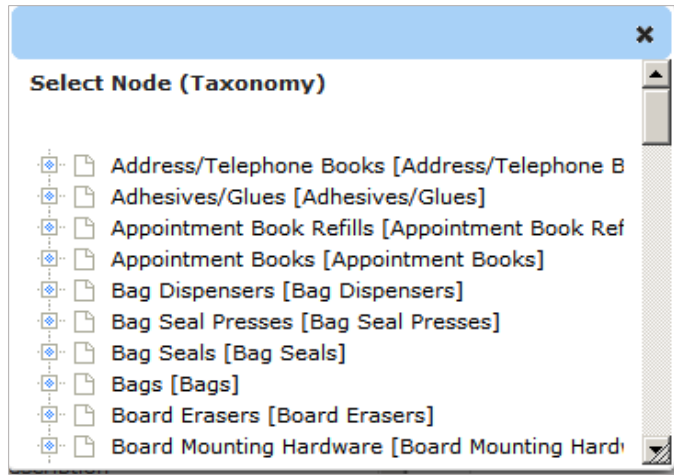 Select Node (Taxonomy)
Address/Telephone Books [Address/Telephone B
Adhesives/Glues [Adhesives/Glues]
Appointment Book Refills [Appointment Book Ref
Appointment Books [Appointment Books]
Bag Dispensers [Bag Dispensers]
Bag Seal Presses [Bag Seal Presses]
Bag Seals [Bag Seals]
Bags [Bags]
Board Erasers [Board Erasers]
Board Mounting Hardware [Board Mounting Hard